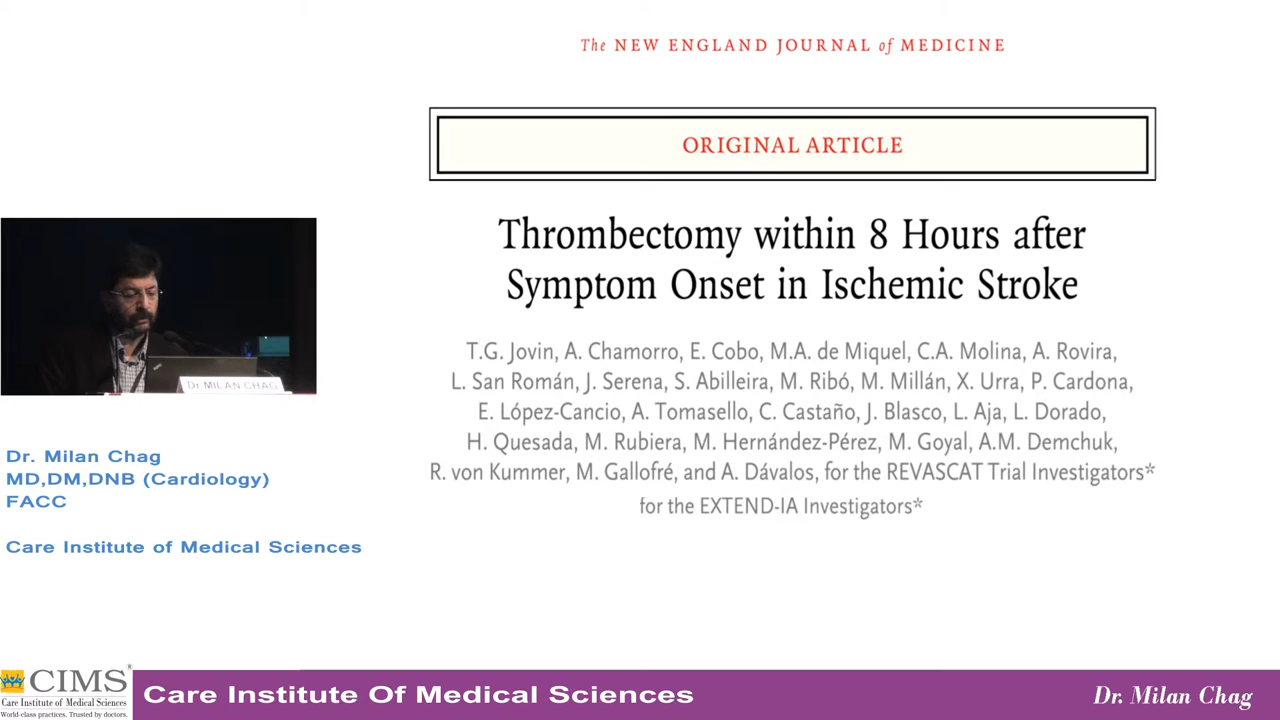 The NEW ENGLAND JOURNAL of MEDICINE
ORIGINAL ARTICLE
Thrombectomy within 8 Hours after
Symptom Onset in Ischemic Stroke
T.G. Jovin, A. Chamorro, E. Cobo, M.A. de Miquel, C.A. Molina, A. Rovira,
L. San Román, J. Serena, S. Abilleira, M. Ribó, M. Millán, X. Urra, P. Cardona,
E. López-Cancio, A. Tomasello, C. Castaño, J. Blasco, L. Aja, L. Dorado,
H. Quesada, M. Rubiera, M. Hernández-Pérez, M. Goyal, A.M. Demchuk,
R. von Kummer, M. Gallofré, and A. Dávalos, for the REVASCAT Trial Investigators*
for the EXTEND-IA Investigators*
Dr MILAN CHAG
Dr. Milan Chag
MD,DM,DNB (Cardiology)
FACC
Care Institute of Medical Sciences
CIMS®
Care Institute of Medical Sciences
World-class practices. Trusted by doctors.
Care Institute Of Medical Sciences
Dr. Milan Chag